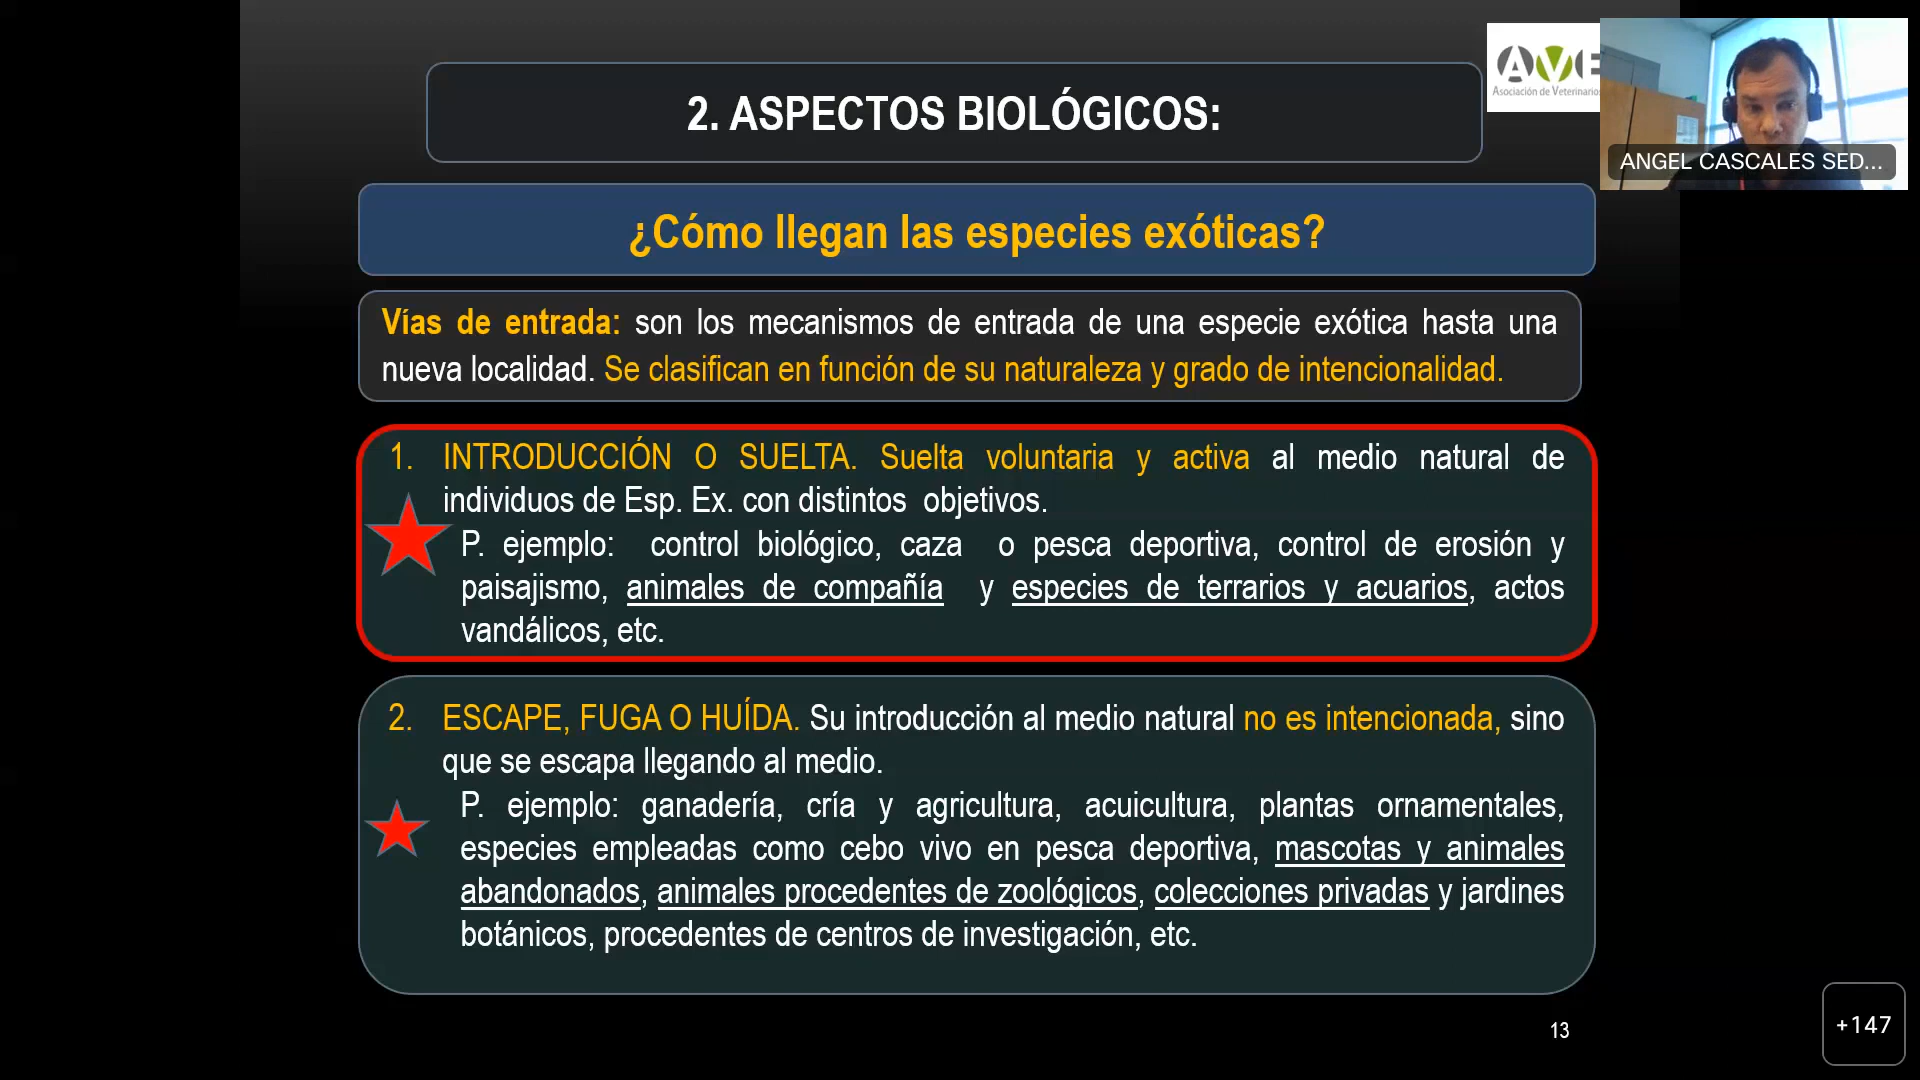 2. ASPECTOS BIOLÓGICOS:
AVE
Asociación de Veterinarios
ANGEL CASCALES SED...
¿Cómo llegan las especies exóticas?
Vías de entrada: son los mecanismos de entrada de una especie exótica hasta una
nueva localidad. Se clasifican en función de su naturaleza y grado de intencionalidad.
1. INTRODUCCIÓN O SUELTA. Suelta voluntaria y activa al medio natural de
individuos de Esp. Ex. con distintos objetivos.
P. ejemplo: control biológico, caza o pesca deportiva, control de erosión y
paisajismo, animales de compañía y especies de terrarios y acuarios, actos
vandálicos, etc.
2. ESCAPE, FUGA O HUÍDA. Su introducción al medio natural no es intencionada, sino
que se escapa llegando al medio.
P. ejemplo: ganadería, cría y agricultura, acuicultura, plantas ornamentales,
especies empleadas como cebo vivo en pesca deportiva, mascotas y animales
abandonados, animales procedentes de zoológicos, colecciones privadas y jardines
botánicos, procedentes de centros de investigación, etc.
13
+147